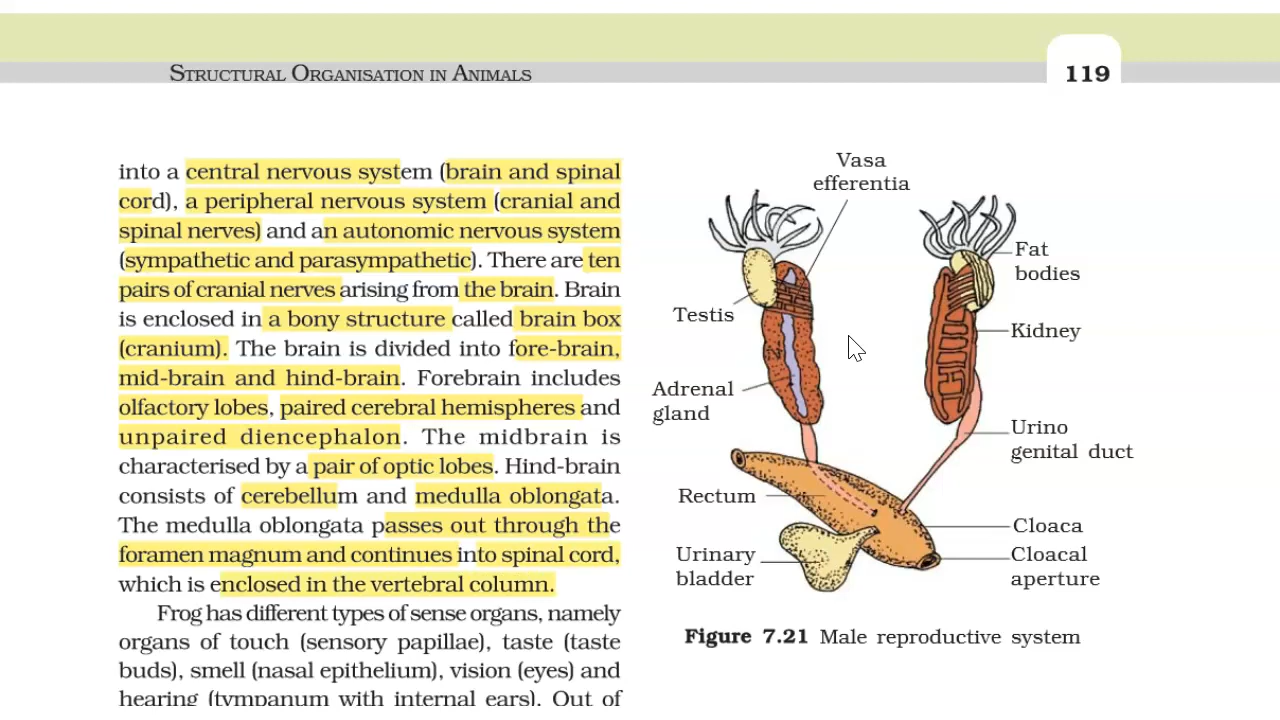 STRUCTURAL ORGANISATION IN ANIMALS
119
into a central nervous system (brain and spinal
cord), a peripheral nervous system (cranial and
spinal nerves) and an autonomic nervous system
(sympathetic and parasympathetic). There are ten
pairs of cranial nerves arising from the brain. Brain
is enclosed in a bony structure called brain box
(cranium). The brain is divided into fore-brain,
mid-brain and hind-brain. Forebrain includes
olfactory lobes, paired cerebral hemispheres and
unpaired diencephalon. The midbrain is
characterised by a pair of optic lobes. Hind-brain
consists of cerebellum and medulla oblongata.
The medulla oblongata passes out through the
foramen magnum and continues into spinal cord,
which is enclosed in the vertebral column.
Frog has different types of sense organs, namely
organs of touch (sensory papillae), taste (taste
buds), smell (nasal epithelium), vision (eyes) and
hearing (tympanum with internal ears). Out of
Vasa
efferentia
Fat
bodies
Testis
Kidney
Adrenal
gland
Urino
genital duct
Rectum
Cloaca
Urinary
bladder
Cloacal
aperture
Figure 7.21 Male reproductive system